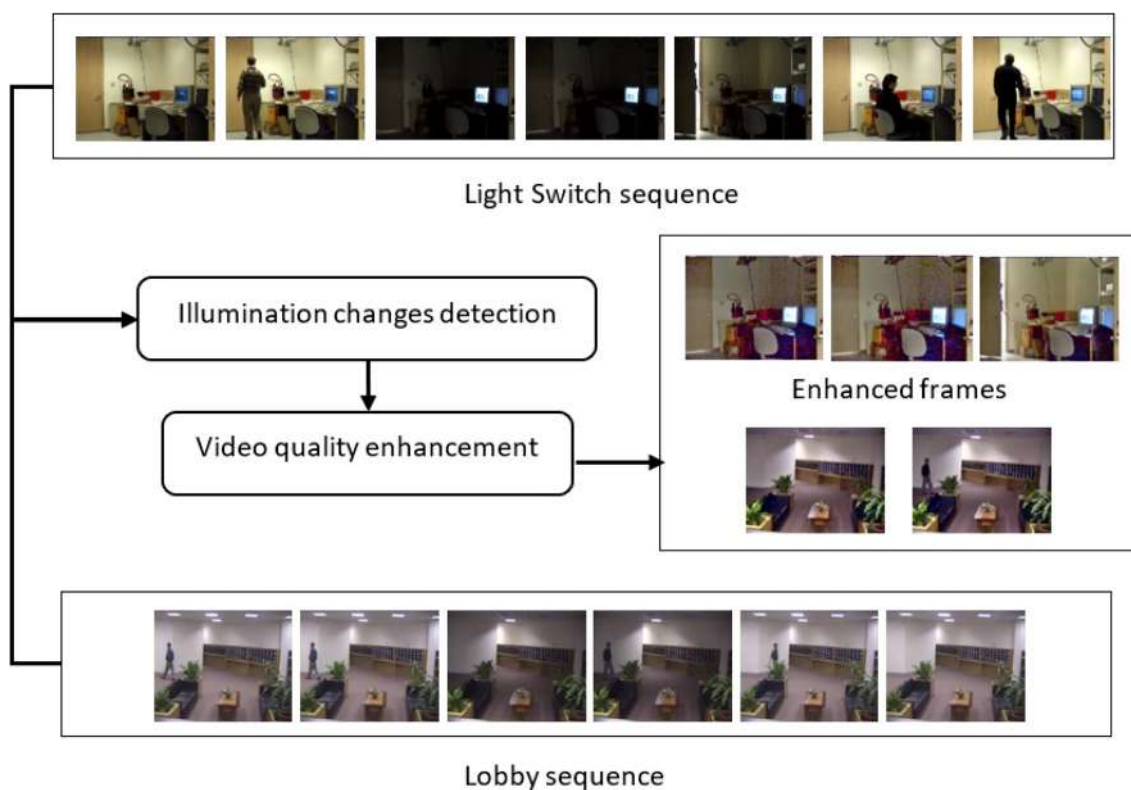 Light Switch sequence
Illumination changes detection
Video quality enhancement
Enhanced frames
Lobby sequence